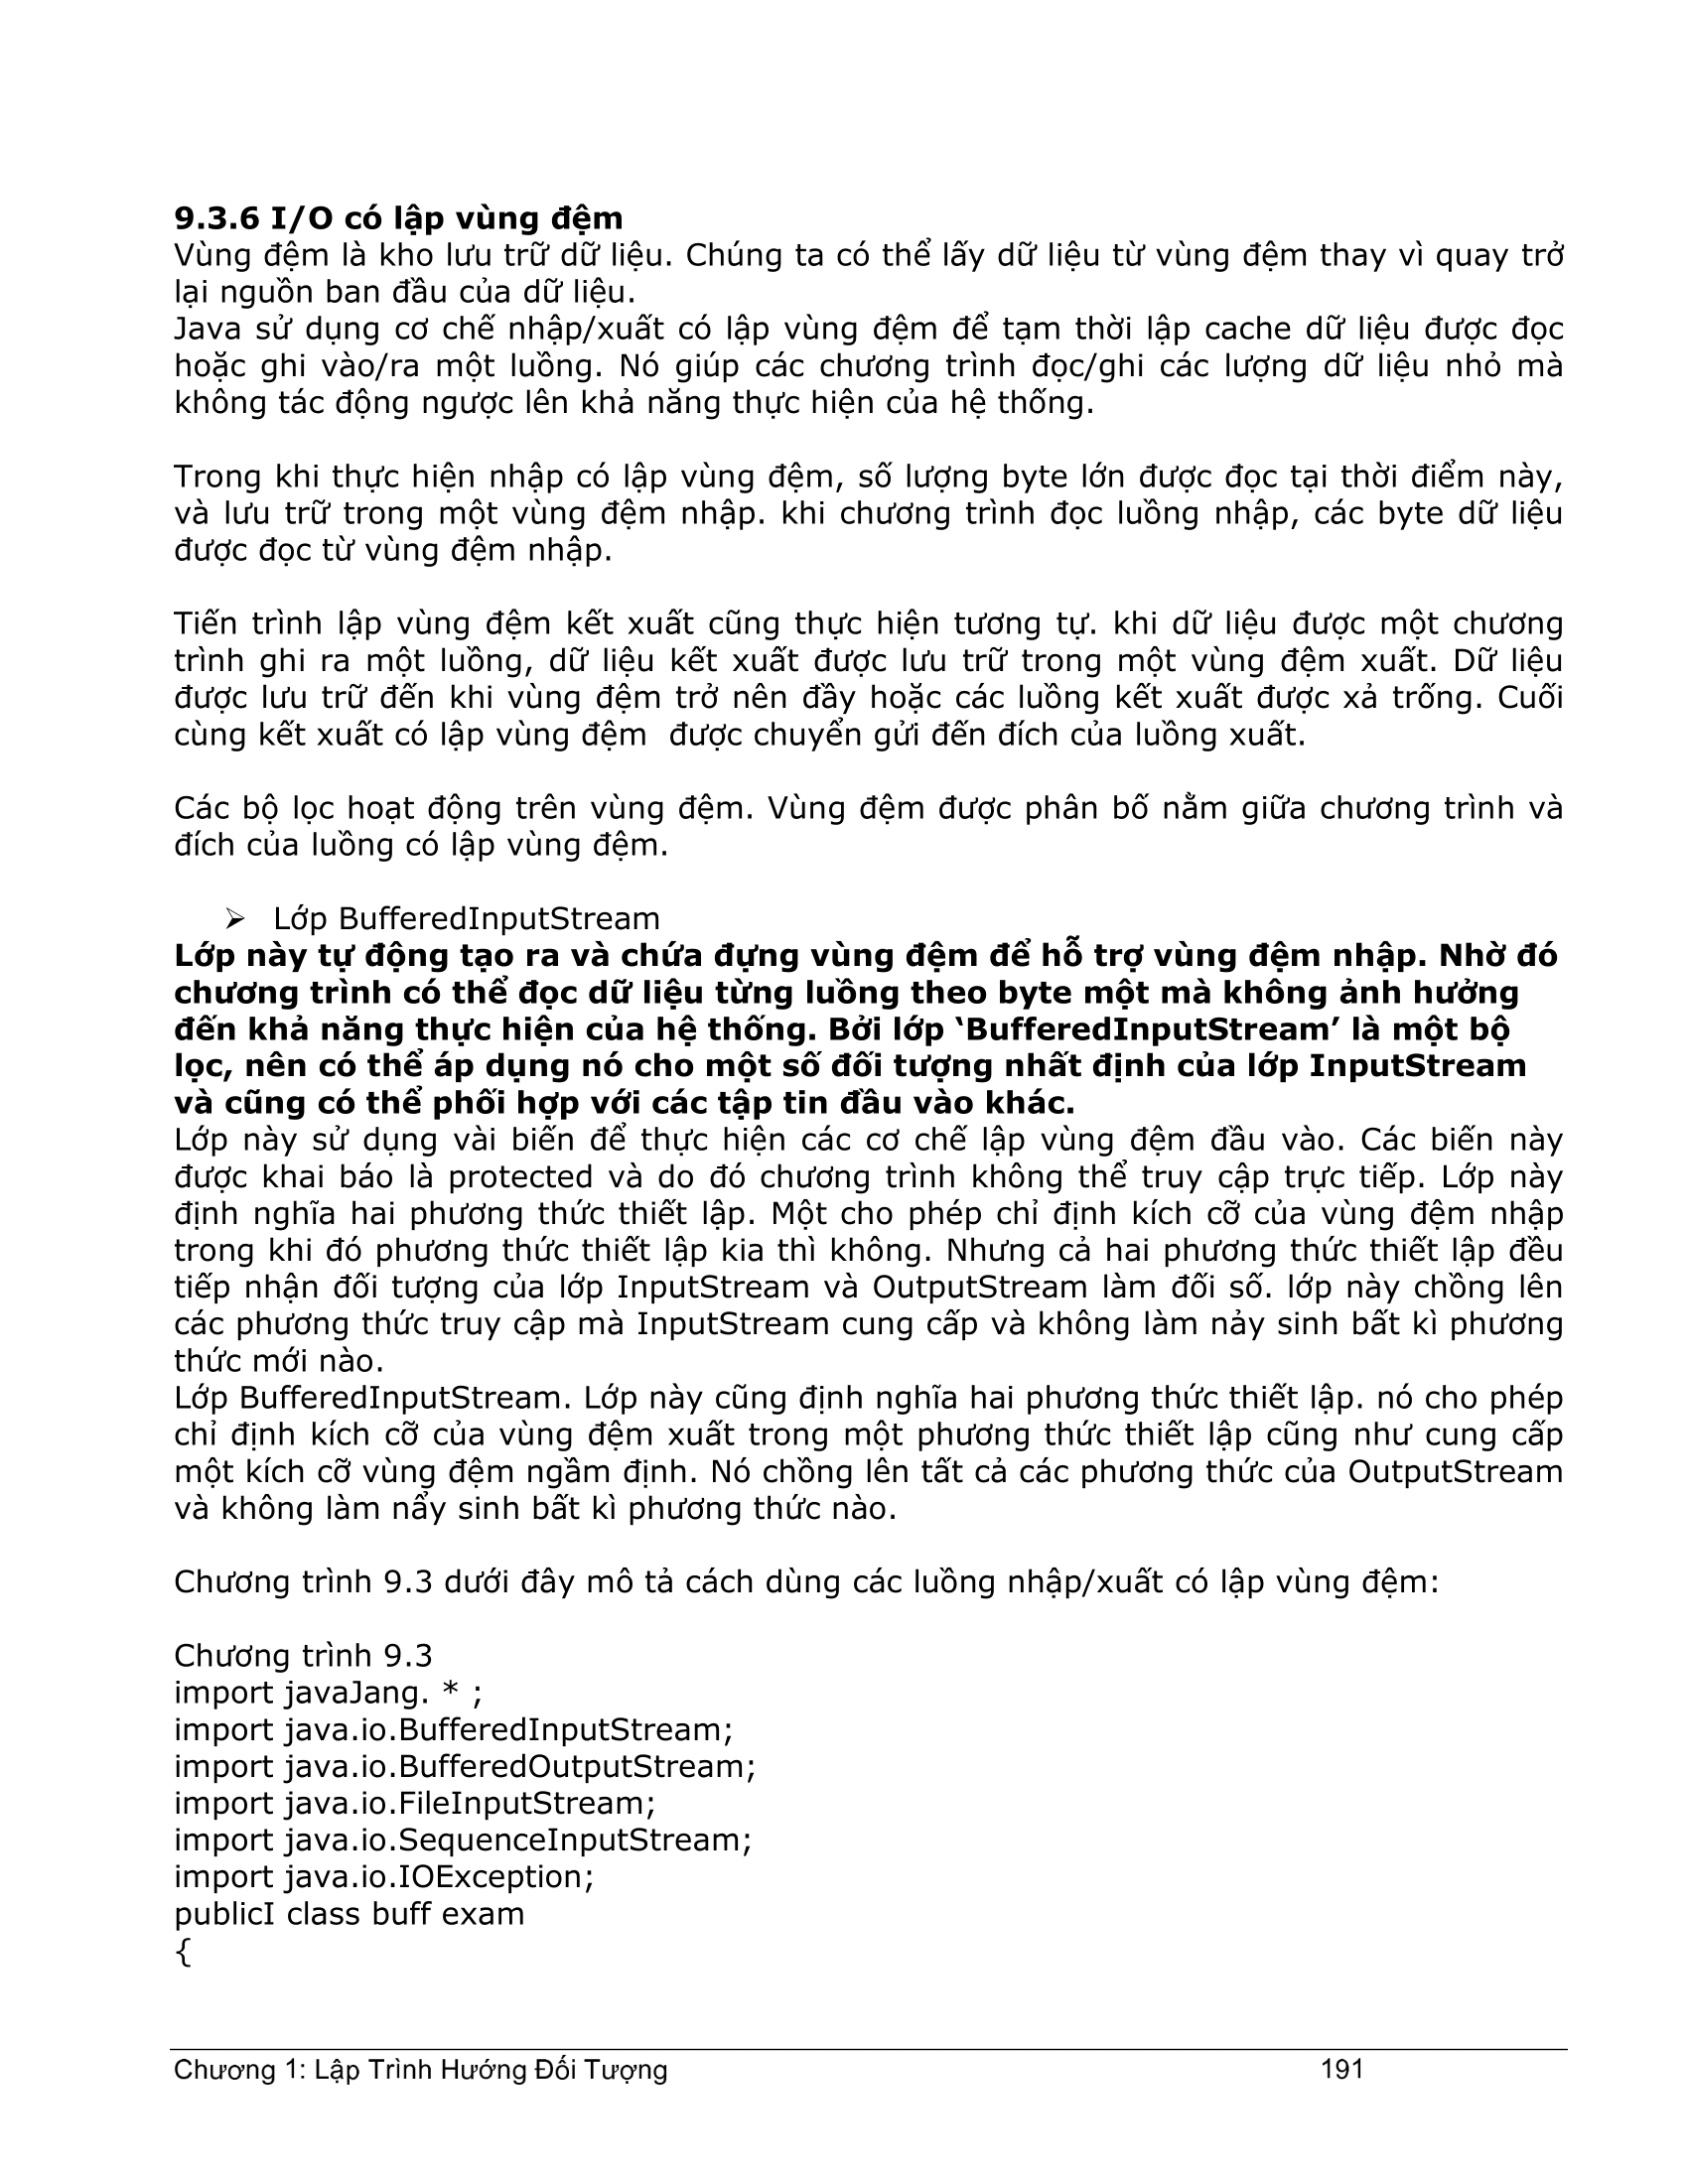 9.3.6 I/O có lập vùng đệm
Vùng đệm là kho lưu trữ dữ liệu. Chúng ta có thể lấy dữ liệu từ vùng đệm thay vì quay trở
lại nguồn ban đầu của dữ liệu.
Java sử dụng cơ chế nhập/xuất có lập vùng đệm để tạm thời lập cache dữ liệu được đọc
hoặc ghi vào/ra một luồng. Nó giúp các chương trình đọc/ghi các lượng dữ liệu nhỏ mà
không tác động ngược lên khả năng thực hiện của hệ thống.
Trong khi thực hiện nhập có lập vùng đệm, số lượng byte lớn được đọc tại thời điểm này,
và lưu trữ trong một vùng đệm nhập. khi chương trình đọc luồng nhập, các byte dữ liệu
được đọc từ vùng đệm nhập.
Tiến trình lập vùng đệm kết xuất cũng thực hiện tương tự. khi dữ liệu được một chương
trình ghi ra một luồng, dữ liệu kết xuất được lưu trữ trong một vùng đệm xuất. Dữ liệu
được lưu trữ đến khi vùng đệm trở nên đầy hoặc các luồng kết xuất được xả trống. Cuối
cùng kết xuất có lập vùng đệm  được chuyển gửi đến đích của luồng xuất.
Các bộ lọc hoạt động trên vùng đệm. Vùng đệm được phân bố nằm giữa chương trình và
đích của luồng có lập vùng đệm.
➢ Lớp BufferedInputStream
Lớp này tự động tạo ra và chứa đựng vùng đệm để hỗ trợ vùng đệm nhập. Nhờ đó
chương trình có thể đọc dữ liệu từng luồng theo byte một mà không ảnh hưởng
đến khả năng thực hiện của hệ thống. Bởi lớp ‘BufferedInputStream’ là một bộ
lọc, nên có thể áp dụng nó cho một số đối tượng nhất định của lớp InputStream
và cũng có thể phối hợp với các tập tin đầu vào khác.
Lớp này sử dụng vài biến để thực hiện các cơ chế lập vùng đệm đầu vào. Các biến này
được khai báo là protected và do đó chương trình không thể truy cập trực tiếp. Lớp này
định nghĩa hai phương thức thiết lập. Một cho phép chỉ định kích cỡ của vùng đệm nhập
trong khi đó phương thức thiết lập kia thì không. Nhưng cả hai phương thức thiết lập đều
tiếp nhận đối tượng của lớp InputStream và OutputStream làm đối số. lớp này chồng lên
các phương thức truy cập mà InputStream cung cấp và không làm nảy sinh bất kì phương
thức mới nào.
Lớp BufferedInputStream. Lớp này cũng định nghĩa hai phương thức thiết lập. nó cho phép
chỉ định kích cỡ của vùng đệm xuất trong một phương thức thiết lập cũng như cung cấp
một kích cỡ vùng đệm ngầm định. Nó chồng lên tất cả các phương thức của OutputStream
và không làm nẩy sinh bất kì phương thức nào.
Chương trình 9.3 dưới đây mô tả cách dùng các luồng nhập/xuất có lập vùng đệm:
Chương trình 9.3
import javaJang. * ;
import java.io.BufferedInputStream;
import java.io.BufferedOutputStream;
import java.io.FileInputStream;
import java.io.SequenceInputStream;
import java.io.IOException;
publicI class buff exam
{
Chương 1: Lập Trình Hướng Đối Tượng 191